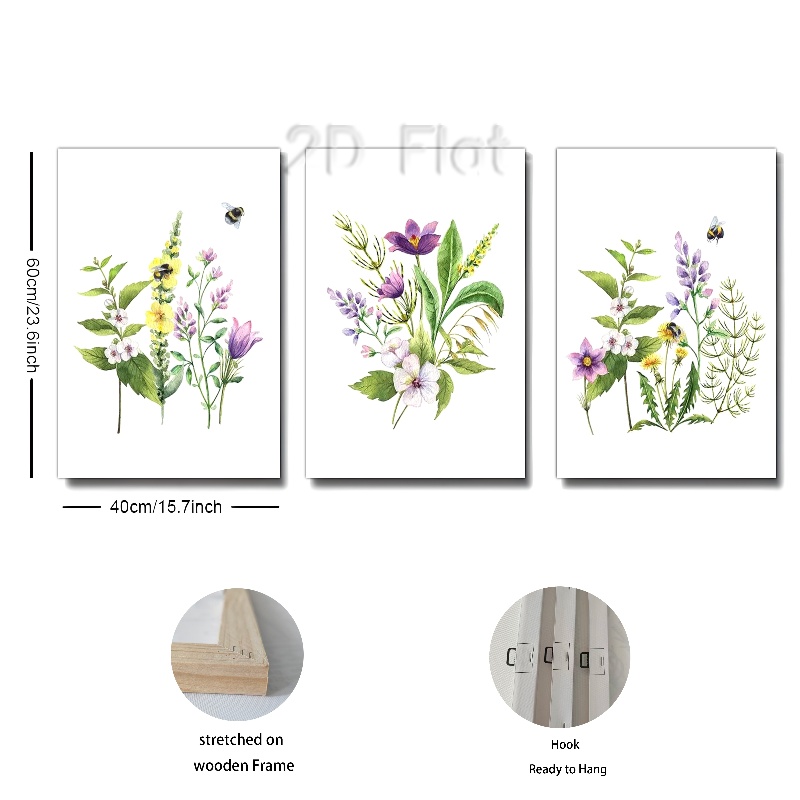 2D Flat
60cm/23.6inch
40cm/15.7inch
stretched on
wooden Frame
Hook
Ready to Hang